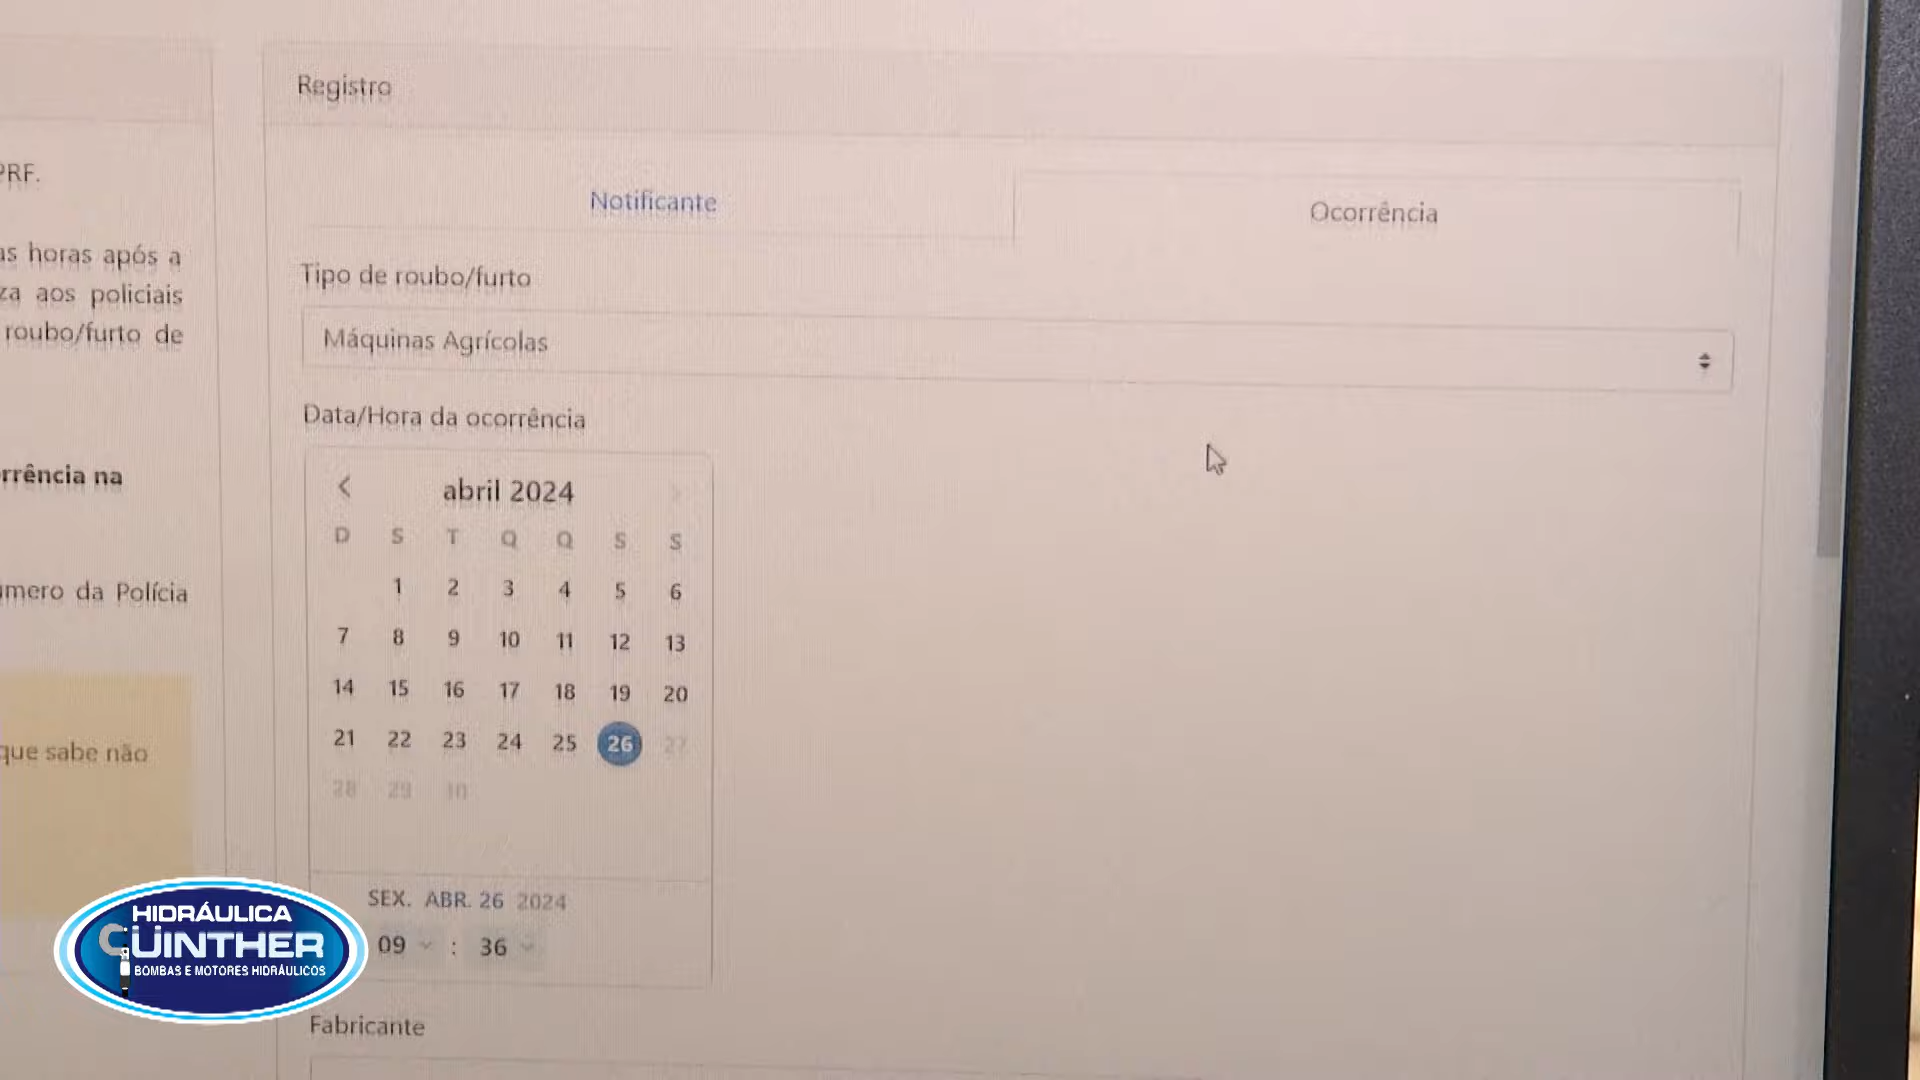 PRF.
as horas após a
za aos policiais
roubo/furto de
rrência na
úmero da Polícia
que sabe não
Registro
Notificante
Ocorrência
Tipo de roubo/furto
Máquinas Agrícolas
Data/Hora da ocorrência
abril 2024
D S T Q Q S S
1 2 3 4 5 6
7 8 9 10 11 12 13
14 15 16 17 18 19 20
21 22 23 24 25 26 27
28 29 30
SEX. ABR. 26 2024
09 : 36
Fabricante
HIDRÁULICA
GÜINTHER
BOMBAS E MOTORES HIDRÁULICOS